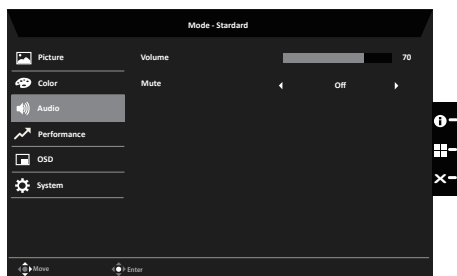 Mode - Standard
Picture
Volume 70
Color
Mute Off
Audio
Performance
OSD
System
Move Enter